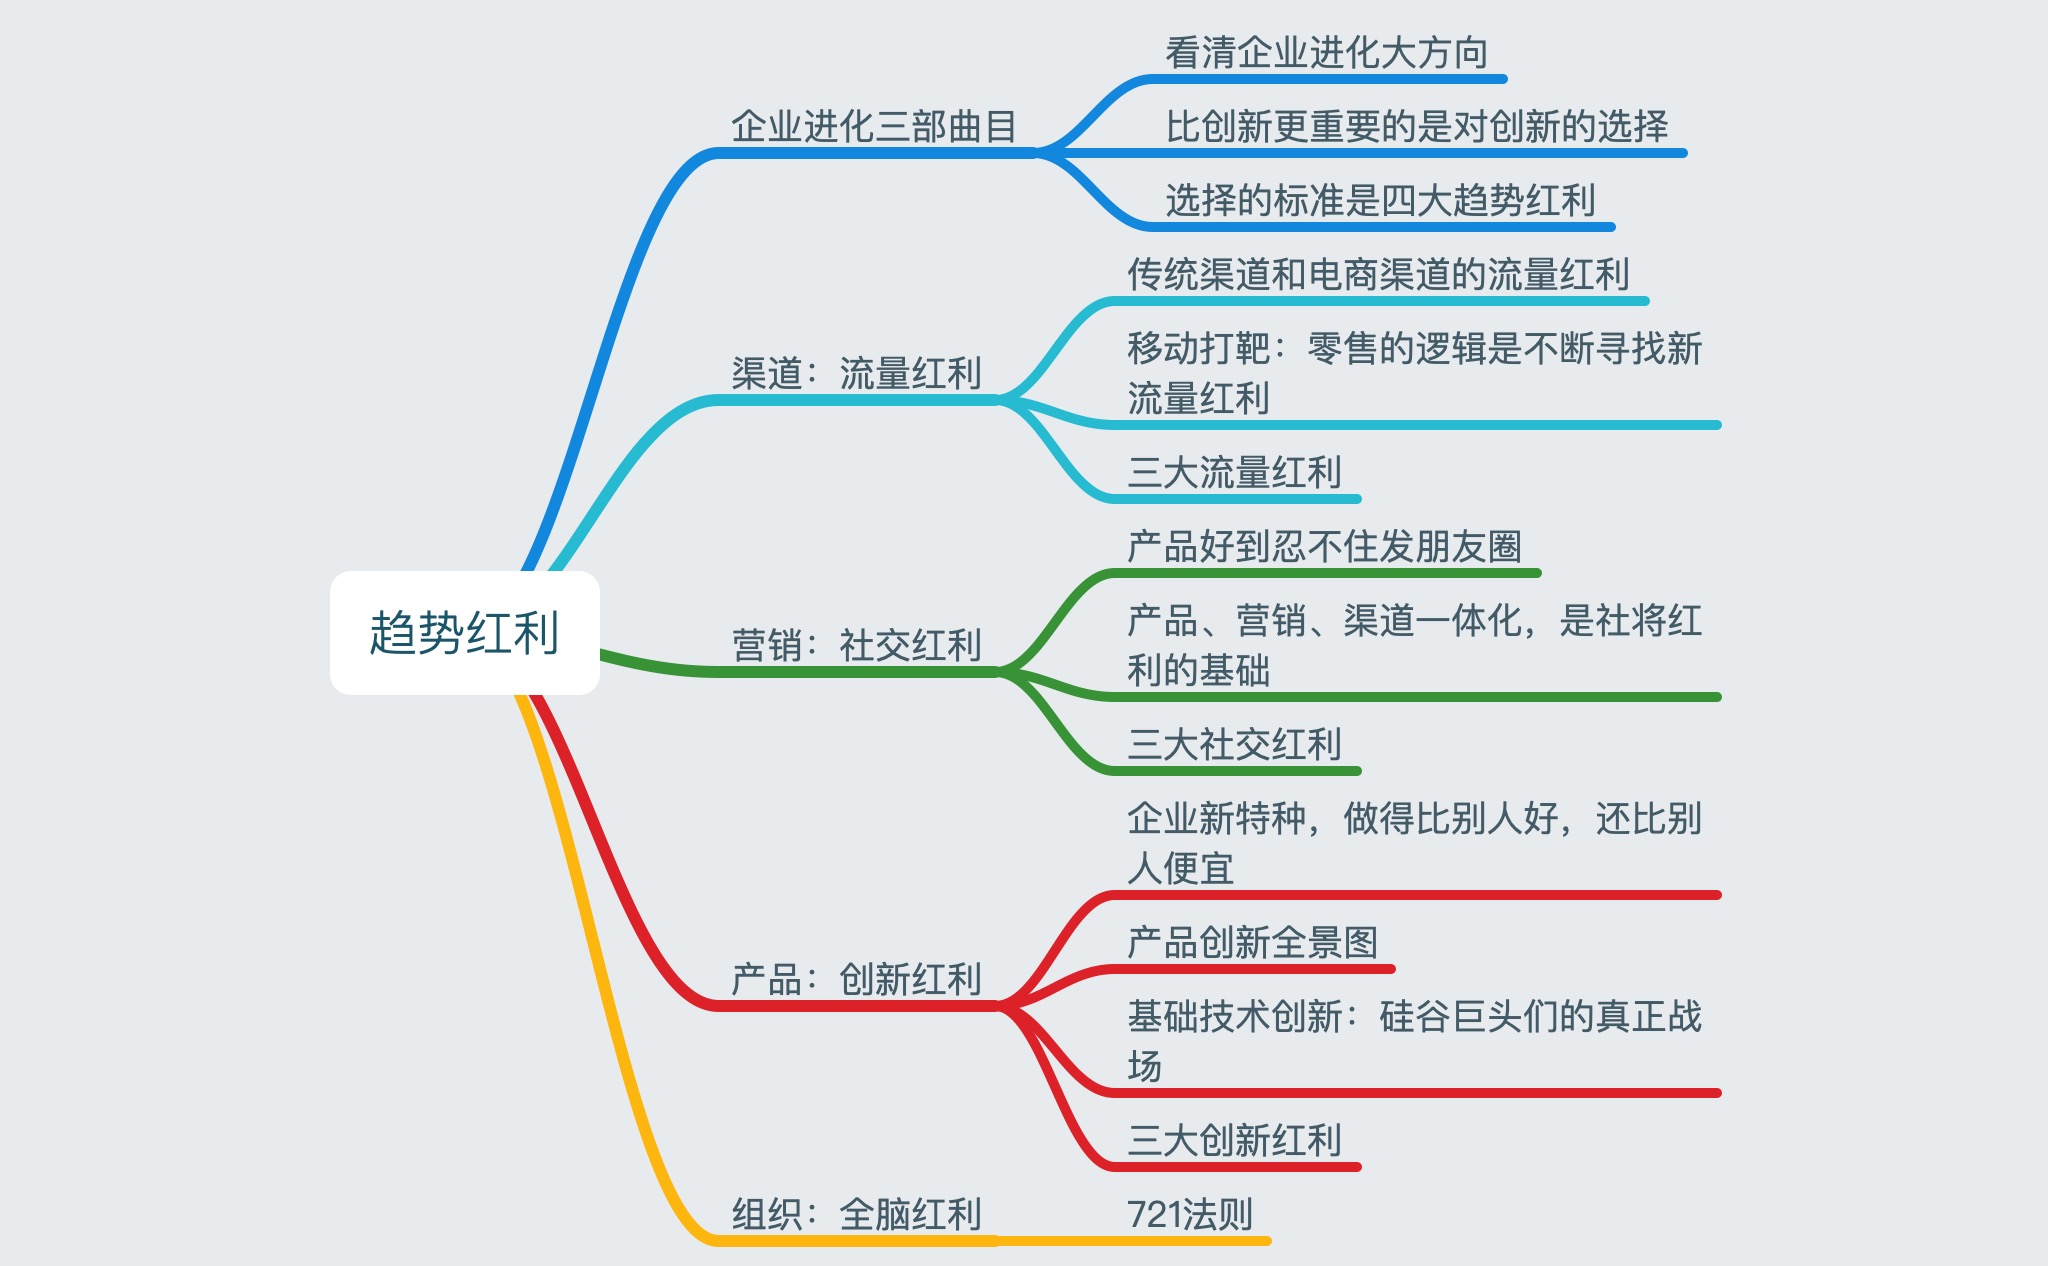 趋势红利
企业进化三部曲目
看清企业进化大方向
比创新更重要的是对创新的选择
选择的标准是四大趋势红利
渠道：流量红利
传统渠道和电商渠道的流量红利
移动打靶：零售的逻辑是不断寻找新
流量红利
三大流量红利
营销：社交红利
产品好到忍不住发朋友圈
产品、营销、渠道一体化，是社将红
利的基础
三大社交红利
产品：创新红利
企业新特种，做得比别人好，还比别
人便宜
产品创新全景图
基础技术创新：硅谷巨头们的真正战
场
三大创新红利
组织：全脑红利
721法则